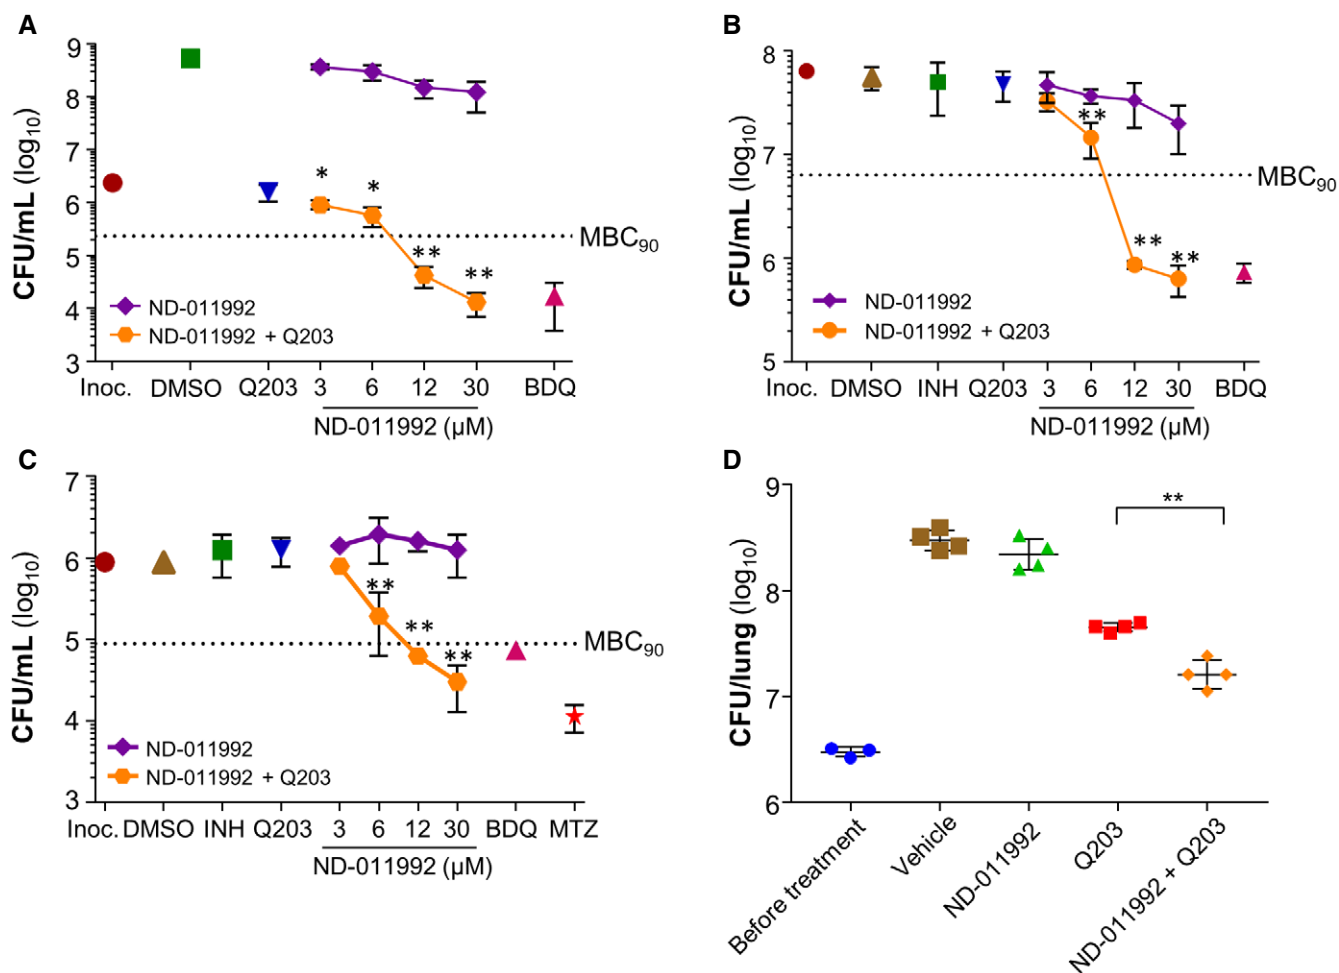 A
9
8
7
6
5
4
3
CFU/mL (log10)
* * ** **
MBC90
ND-011992
ND-011992 + Q203
Inoc. DMSO Q203 3 6 12 30 BDQ
ND-011992 (µM)
B
8
7
6
5
CFU/mL (log10)
** ** **
MBC90
ND-011992
ND-011992 + Q203
Inoc. DMSO INH Q203 3 6 12 30 BDQ
ND-011992 (µM)
C
7
6
5
4
3
CFU/mL (log10)
** ** **
MBC90
ND-011992
ND-011992 + Q203
Inoc. DMSO INH Q203 3 6 12 30 BDQ MTZ
ND-011992 (µM)
D
9
8
7
6
CFU/lung (log10)
**
Before treatment
Vehicle
ND-011992
Q203
ND-011992 + Q203